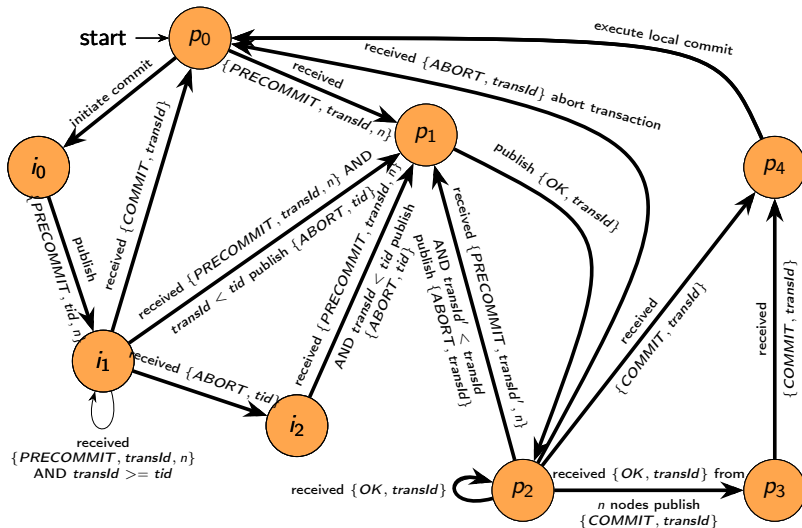 start
p0
execute local commit
received {ABORT, transId} abort transaction
received
{PRECOMMIT, transId, n}
initiate commit
received {COMMIT, transId}
p1
i0
p4
publish
{PRECOMMIT, tid, n}
publish {OK, transId}
received {PRECOMMIT, transId, n} AND
transId < tid publish {ABORT, tid}
received {PRECOMMIT, transId, n}
AND transId < tid publish
{ABORT, tid}
received {PRECOMMIT, transId', n}
AND transId' < transId
publish {ABORT, transId}
received
{COMMIT, transId}
received
{COMMIT, transId}
i1
received {ABORT, tid}
i2
received
{PRECOMMIT, transId, n}
AND transId >= tid
received {OK, transId}
p2
received {OK, transId} from
n nodes publish
{COMMIT, transId}
p3